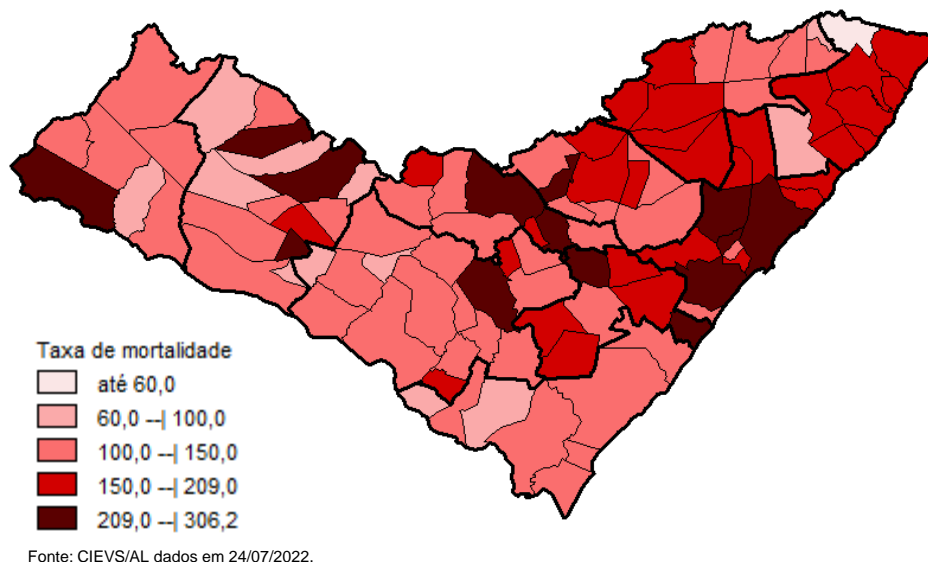 Taxa de mortalidade
até 60,0
60,0 --| 100,0
100,0 --| 150,0
150,0 --| 209,0
209,0 --| 306,2
Fonte: CIEVS/AL dados em 24/07/2022.